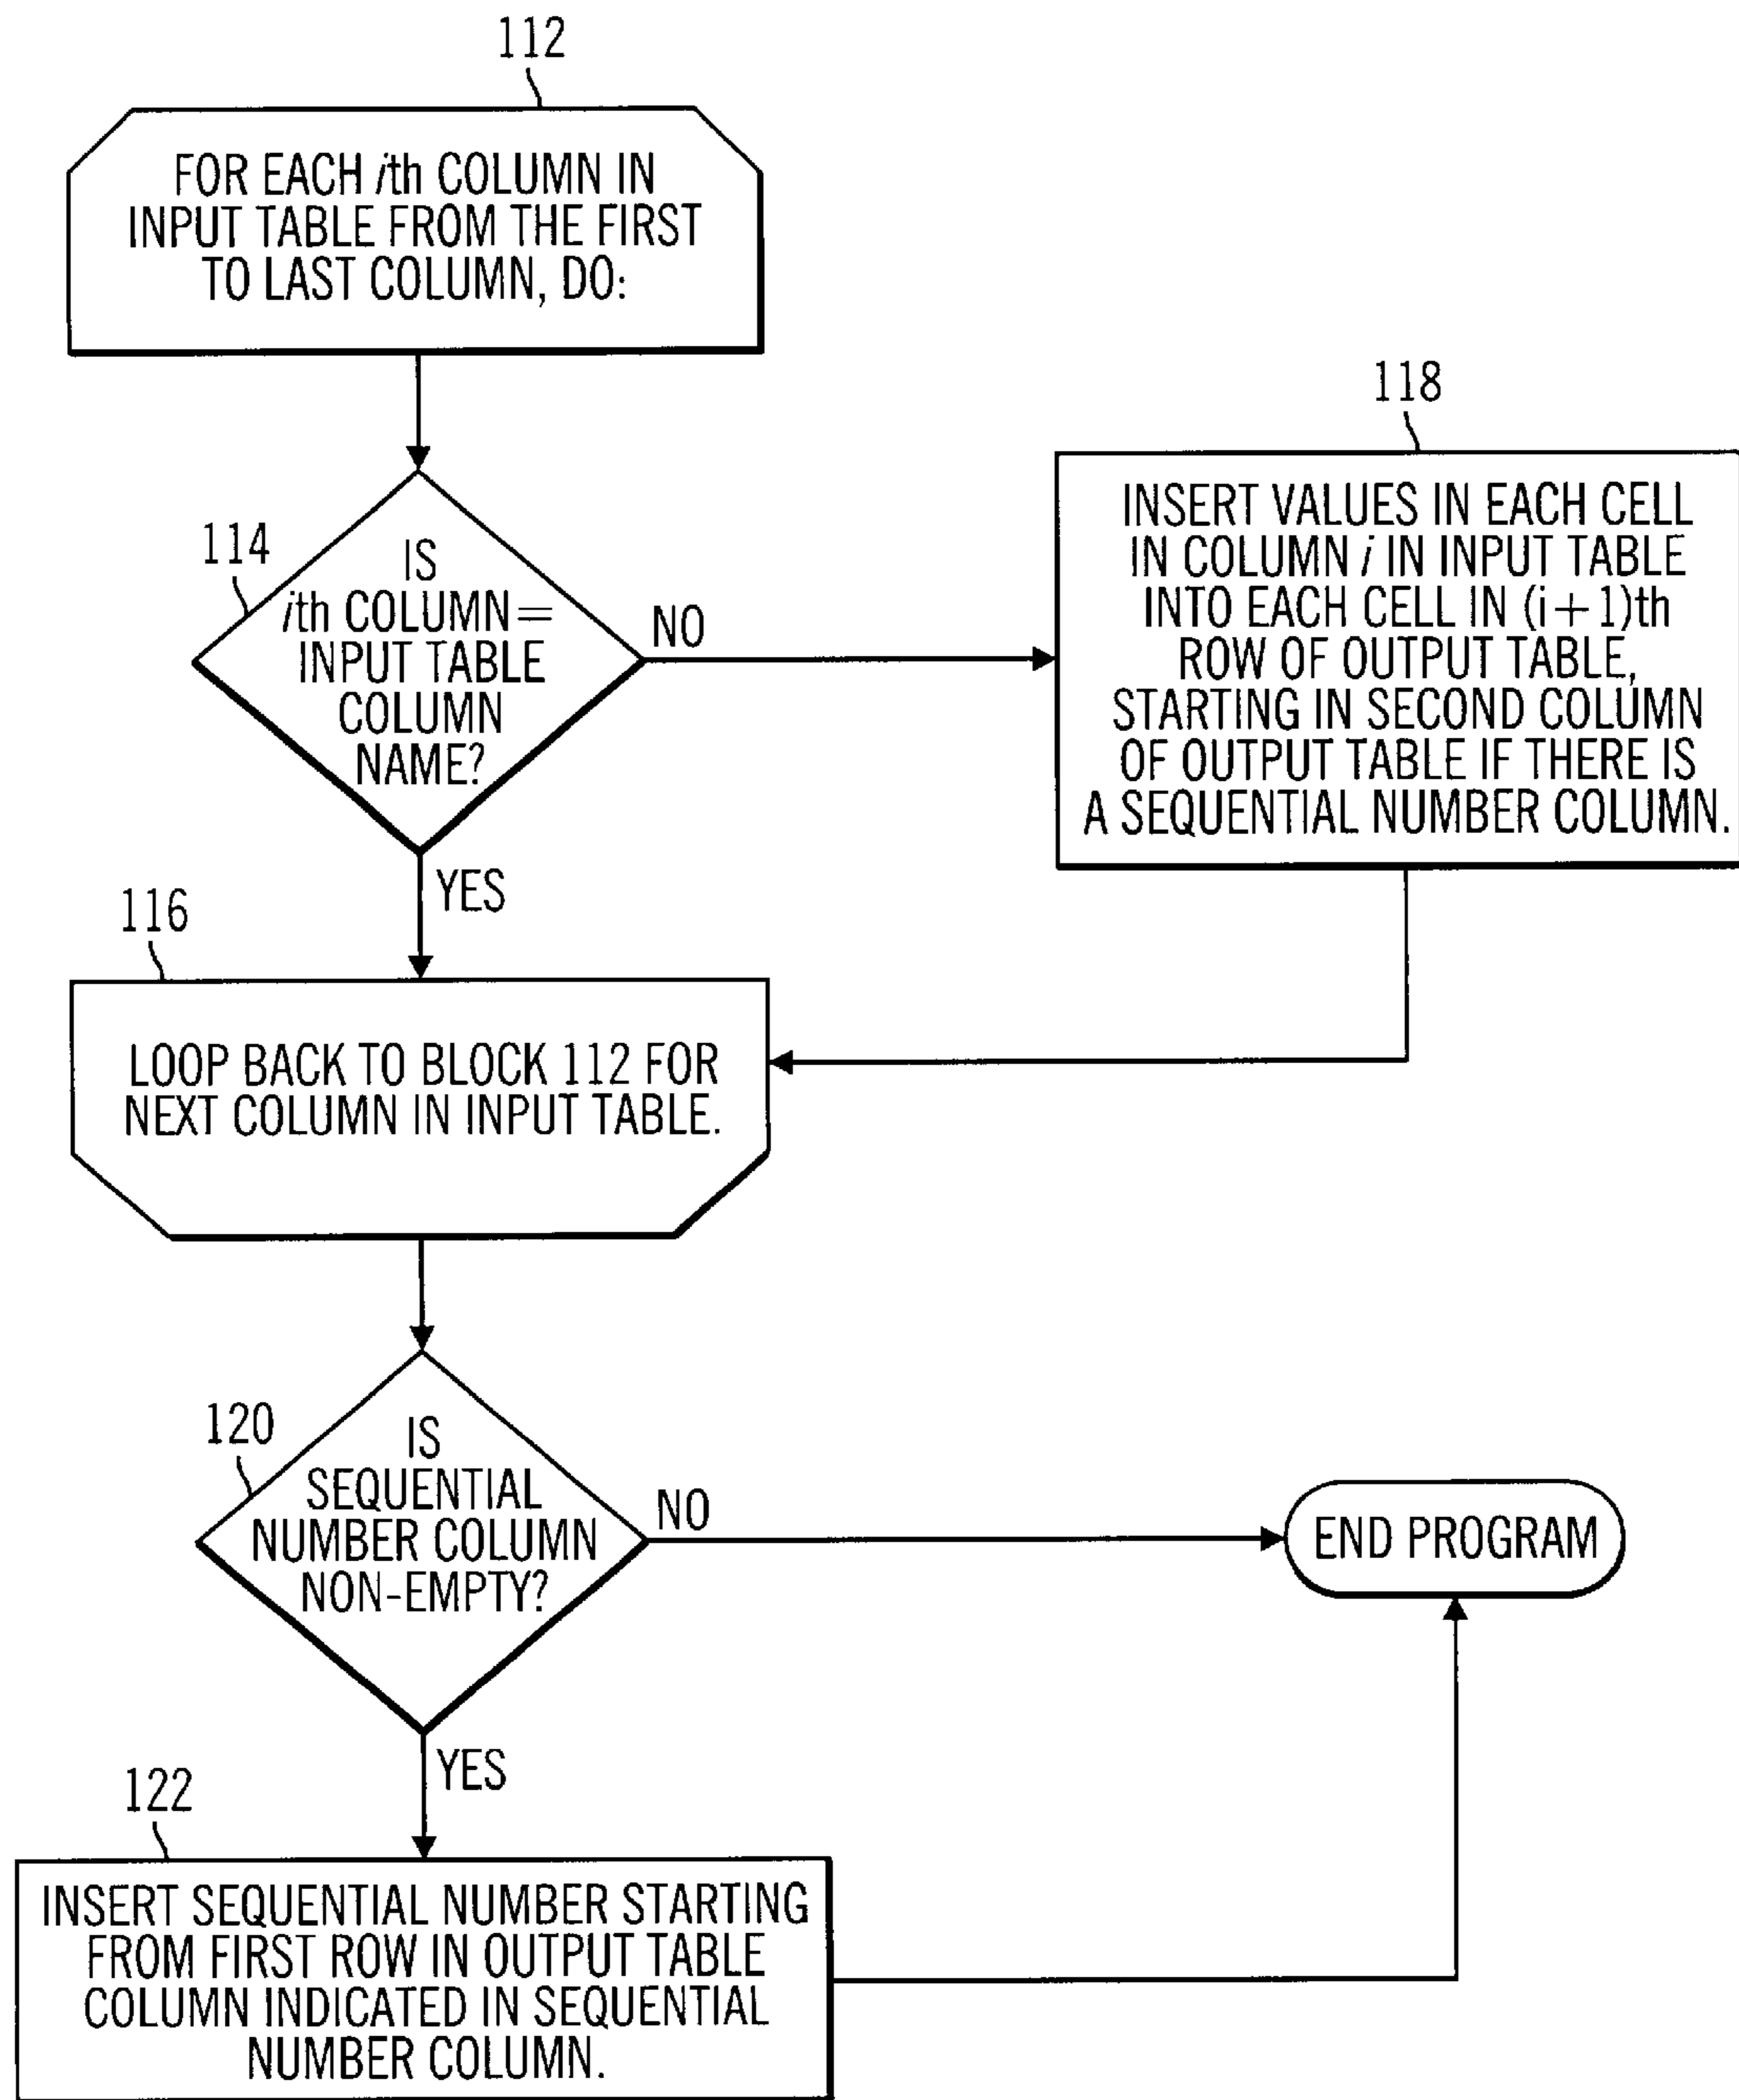 112
FOR EACH ith COLUMN IN
INPUT TABLE FROM THE FIRST
TO LAST COLUMN, DO:
114
IS
ith COLUMN=
INPUT TABLE
COLUMN
NAME?
NO
YES
118
INSERT VALUES IN EACH CELL
IN COLUMN i IN INPUT TABLE
INTO EACH CELL IN (i+1)th
ROW OF OUTPUT TABLE,
STARTING IN SECOND COLUMN
OF OUTPUT TABLE IF THERE IS
A SEQUENTIAL NUMBER COLUMN.
116
LOOP BACK TO BLOCK 112 FOR
NEXT COLUMN IN INPUT TABLE.
120
IS
SEQUENTIAL
NUMBER COLUMN
NON-EMPTY?
NO
END PROGRAM
YES
122
INSERT SEQUENTIAL NUMBER STARTING
FROM FIRST ROW IN OUTPUT TABLE
COLUMN INDICATED IN SEQUENTIAL
NUMBER COLUMN.